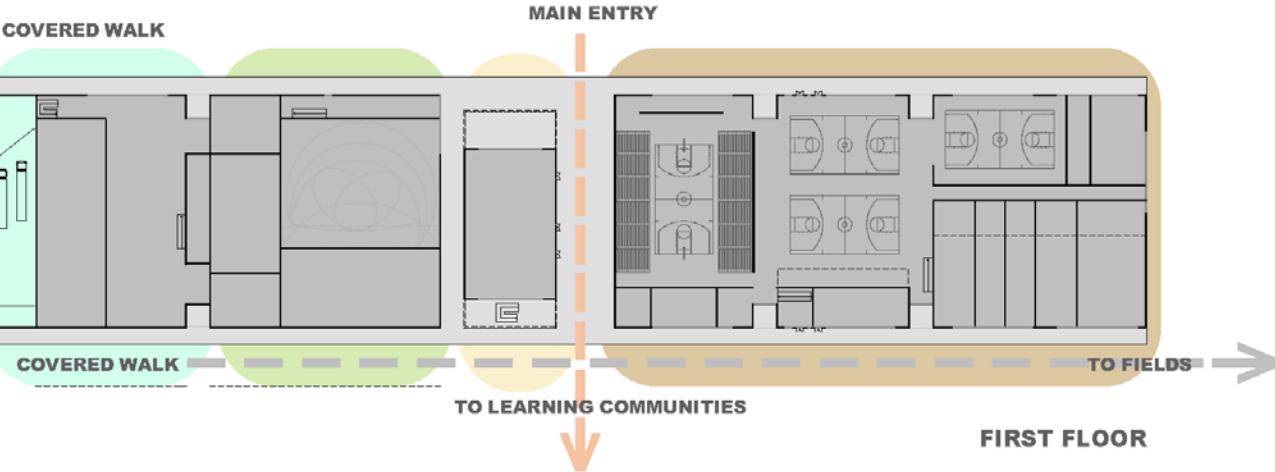 MAIN ENTRY
COVERED WALK
COVERED WALK
TO FIELDS
TO LEARNING COMMUNITIES
FIRST FLOOR